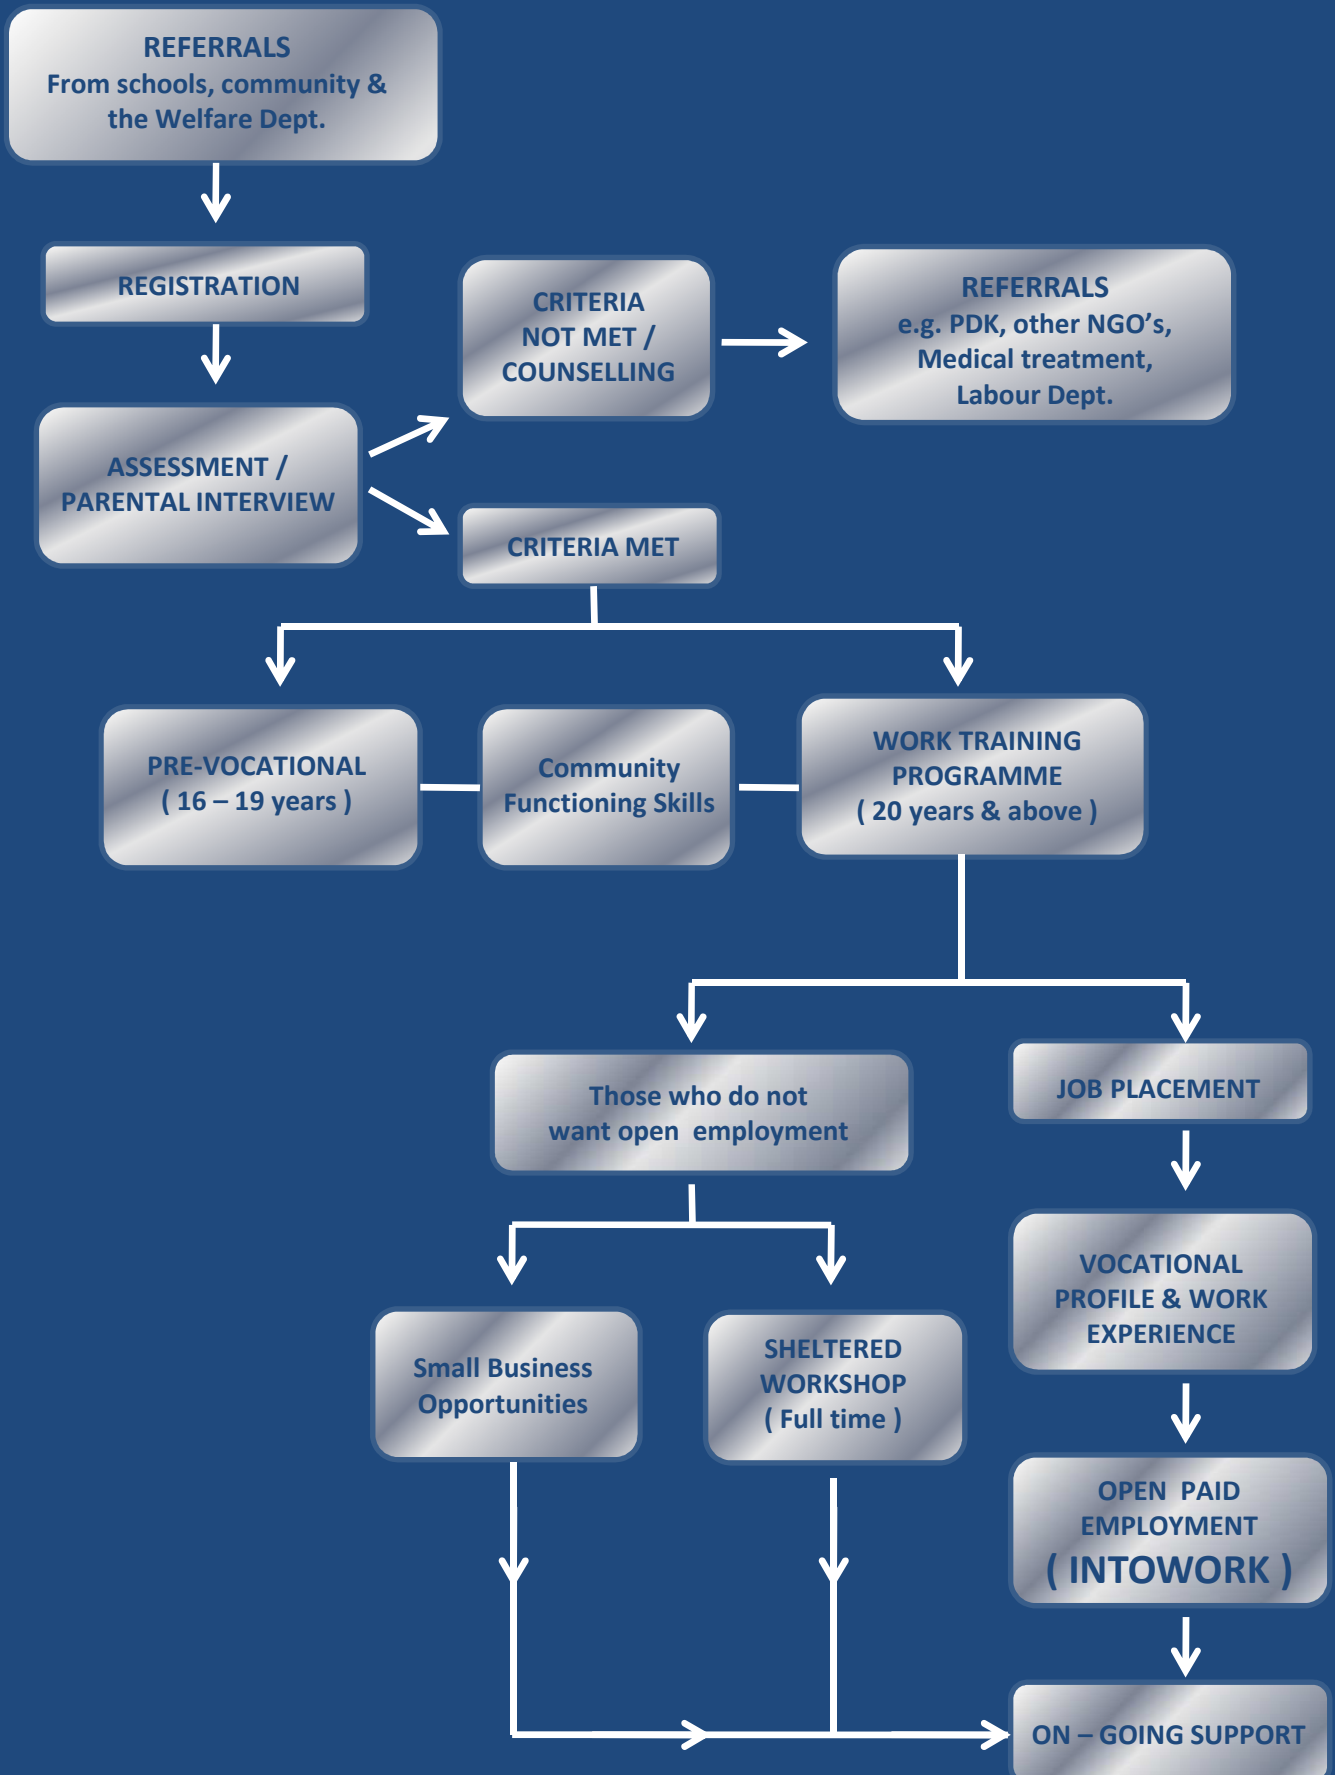 REFERRALS
From schools, community &
the Welfare Dept.
REGISTRATION
CRITERIA
NOT MET /
COUNSELLING
REFERRALS
e.g. PDK, other NGO’s,
Medical treatment,
Labour Dept.
ASSESSMENT /
PARENTAL INTERVIEW
CRITERIA MET
PRE-VOCATIONAL
( 16 – 19 years )
Community
Functioning Skills
WORK TRAINING
PROGRAMME
( 20 years & above )
Those who do not
want open employment
JOB PLACEMENT
VOCATIONAL
PROFILE & WORK
EXPERIENCE
Small Business
Opportunities
SHELTERED
WORKSHOP
( Full time )
OPEN PAID
EMPLOYMENT
( INTOWORK )
ON – GOING SUPPORT